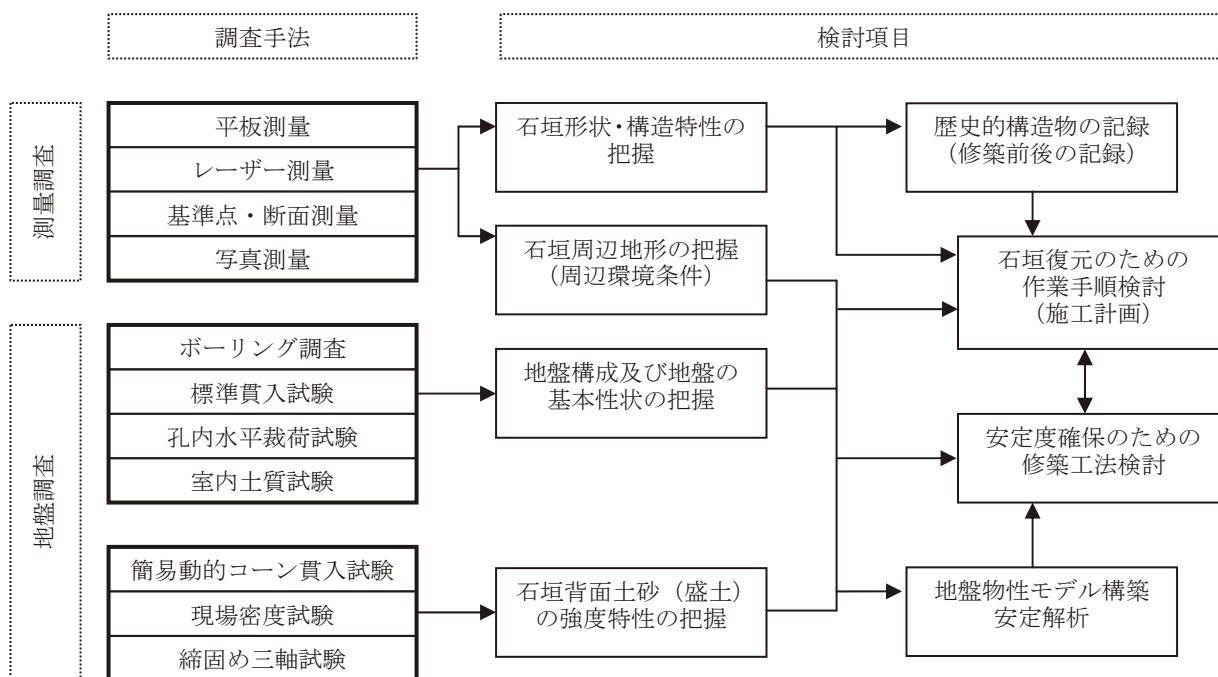 調査手法
検討項目
測量調査
平板測量
レーザー測量
基準点・断面測量
写真測量
石垣形状・構造特性の
把握
石垣周辺地形の把握
（周辺環境条件）
歴史的構造物の記録
（修築前後の記録）
石垣復元のための
作業手順検討
（施工計画）
地盤調査
ボーリング調査
標準貫入試験
孔内水平裁荷試験
室内土質試験
地盤構成及び地盤の
基本性状の把握
安定度確保のための
修築工法検討
簡易動的コーン貫入試験
現場密度試験
締固め三軸試験
石垣背面土砂（盛土）
の強度特性の把握
地盤物性モデル構築
安定解析